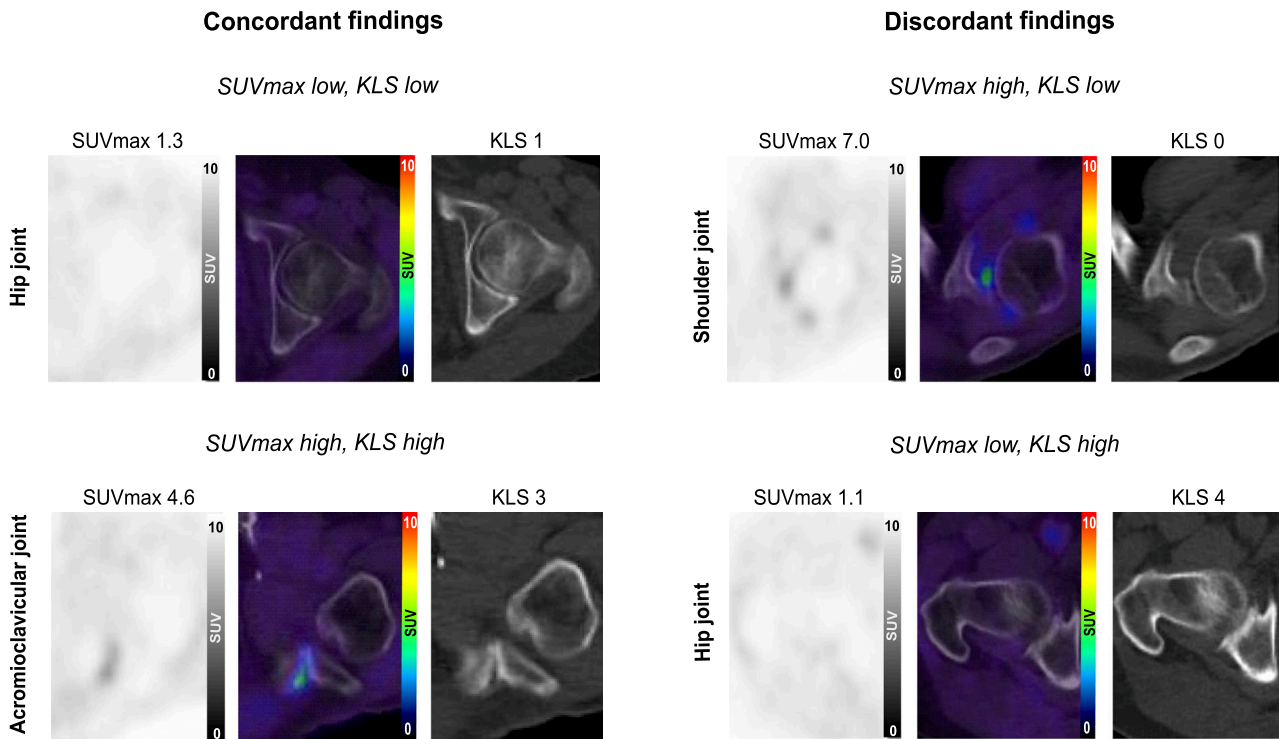 Concordant findings
Discordant findings
SUVmax low, KLS low
SUVmax high, KLS low
SUVmax 1.3
KLS 1
SUVmax 7.0
KLS 0
Hip joint
10
SUV
0
10
SUV
0
Shoulder joint
10
SUV
0
10
SUV
0
SUVmax high, KLS high
SUVmax low, KLS high
SUVmax 4.6
KLS 3
SUVmax 1.1
KLS 4
Acromioclavicular joint
10
SUV
0
10
SUV
0
Hip joint
10
SUV
0
10
SUV
0